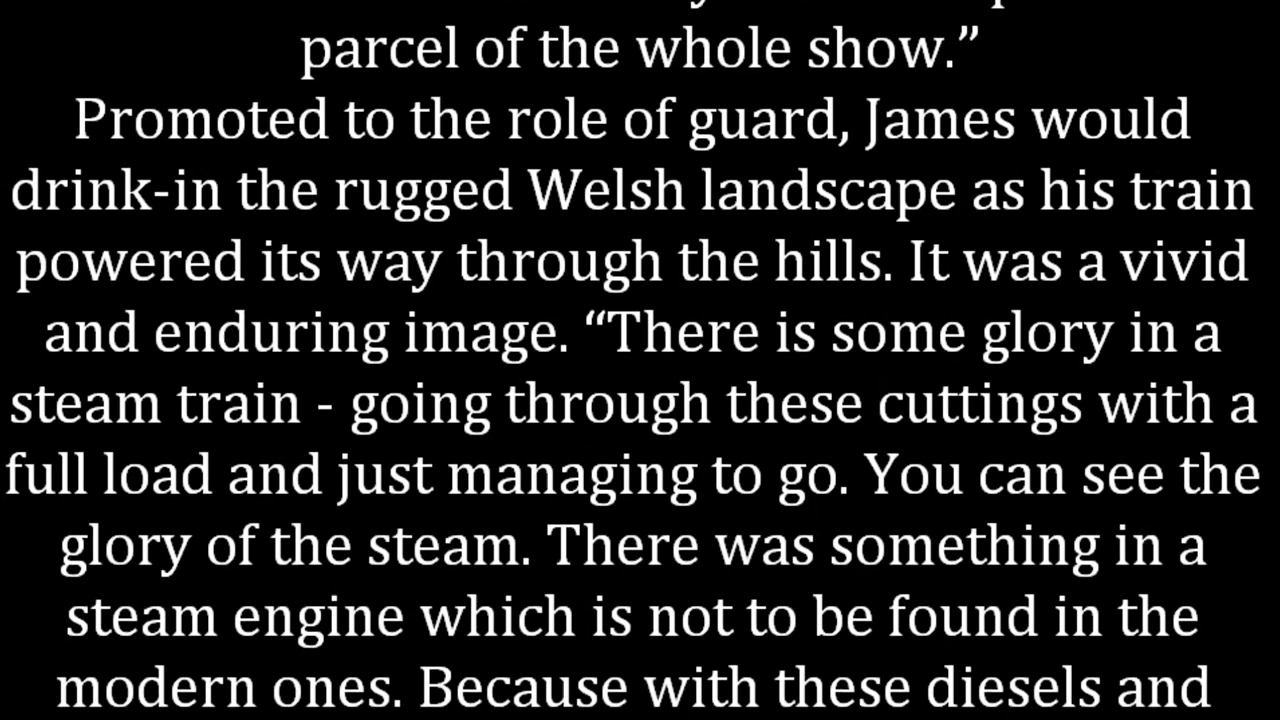 parcel of the whole show.”
Promoted to the role of guard, James would
drink-in the rugged Welsh landscape as his train
powered its way through the hills. It was a vivid
and enduring image. “There is some glory in a
steam train - going through these cuttings with a
full load and just managing to go. You can see the
glory of the steam. There was something in a
steam engine which is not to be found in the
modern ones. Because with these diesels and